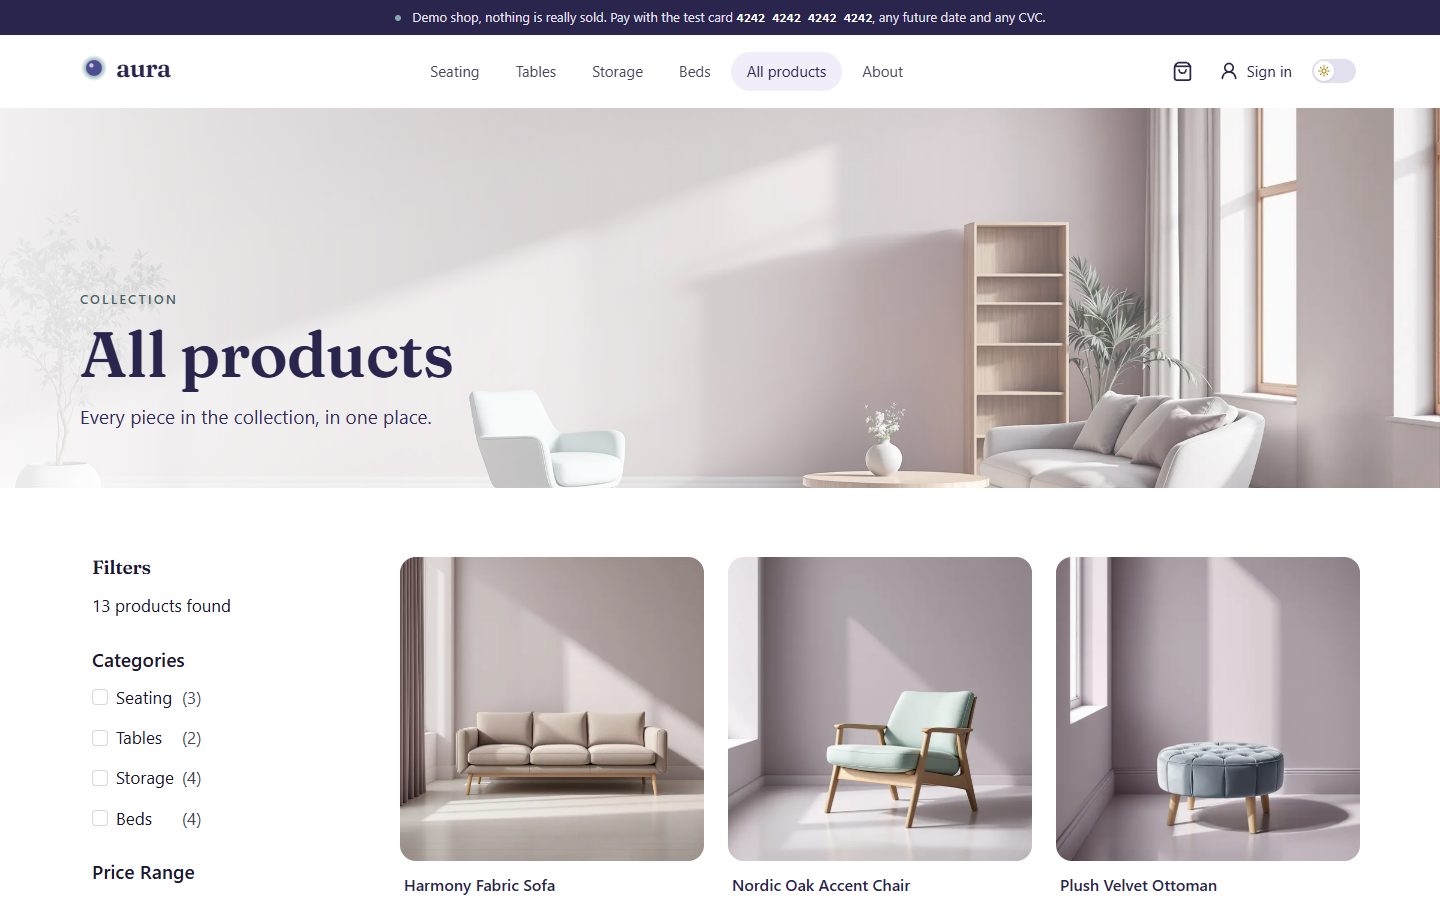 Demo shop, nothing is really sold. Pay with the test card 4242 4242 4242 4242, any future date and any CVC.
aura
Seating
Tables
Storage
Beds
All products
About
Sign in
COLLECTION
All products
Every piece in the collection, in one place.
Filters
13 products found
Categories
Seating (3)
Tables (2)
Storage (4)
Beds (4)
Price Range
Harmony Fabric Sofa
Nordic Oak Accent Chair
Plush Velvet Ottoman